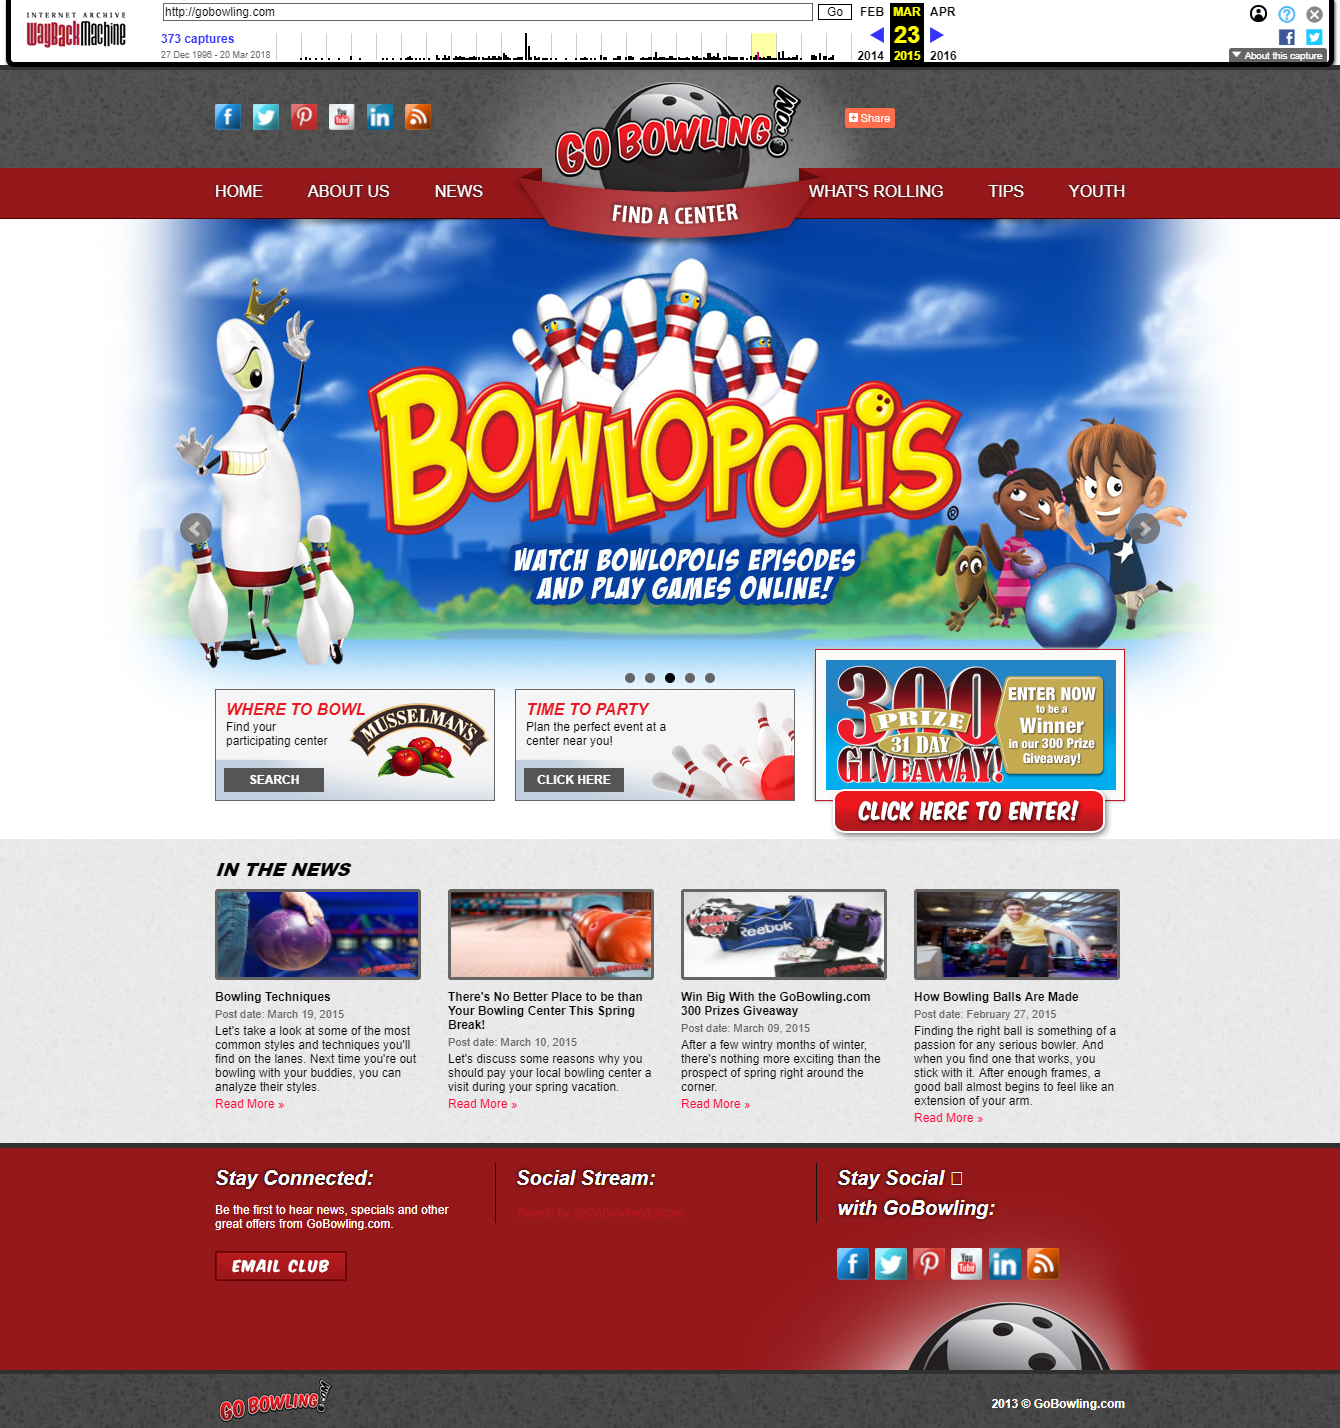 INTERNET ARCHIVE
WayBackMachine
http://gobowling.com
Go
FEB MAR APR
23
2014 2015 2016
373 captures
27 Dec 1996 - 20 Mar 2018
About this capture
You Tube
Share
GO BOWLING!.COM
HOME ABOUT US NEWS
FIND A CENTER
WHAT'S ROLLING TIPS YOUTH
BOWLOPOLIS®
WATCH BOWLOPOLIS EPISODES
AND PLAY GAMES ONLINE!
WHERE TO BOWL
Find your
participating center
SEARCH
MUSSELMAN'S
TIME TO PARTY
Plan the perfect event at a
center near you!
CLICK HERE
300
PRIZE
31 DAY
GIVEAWAY!
ENTER NOW
to be a
Winner
in our 300 Prize
Giveaway!
CLICK HERE TO ENTER!
IN THE NEWS
GO BOWLING!
GO BOWLING!
Reebok
GO BOWLING!
GO BOWLING!
Bowling Techniques
Post date: March 19, 2015
Let's take a look at some of the most
common styles and techniques you'll
find on the lanes. Next time you're out
bowling with your buddies, you can
analyze their styles.
Read More »
There's No Better Place to be than
Your Bowling Center This Spring
Break!
Post date: March 10, 2015
Let's discuss some reasons why you
should pay your local bowling center a
visit during your spring vacation.
Read More »
Win Big With the GoBowling.com
300 Prizes Giveaway
Post date: March 09, 2015
After a few wintry months of winter,
there's nothing more exciting than the
prospect of spring right around the
corner.
Read More »
How Bowling Balls Are Made
Post date: February 27, 2015
Finding the right ball is something of a
passion for any serious bowler. And
when you find one that works, you
stick with it. After enough frames, a
good ball almost begins to feel like an
extension of your arm.
Read More »
Stay Connected:
Be the first to hear news, specials and other
great offers from GoBowling.com.
EMAIL CLUB
Social Stream:
Tweets by @GoBowlingdotcom
Stay Social
with GoBowling:
You Tube
GO BOWLING!.COM
2013 © GoBowling.com